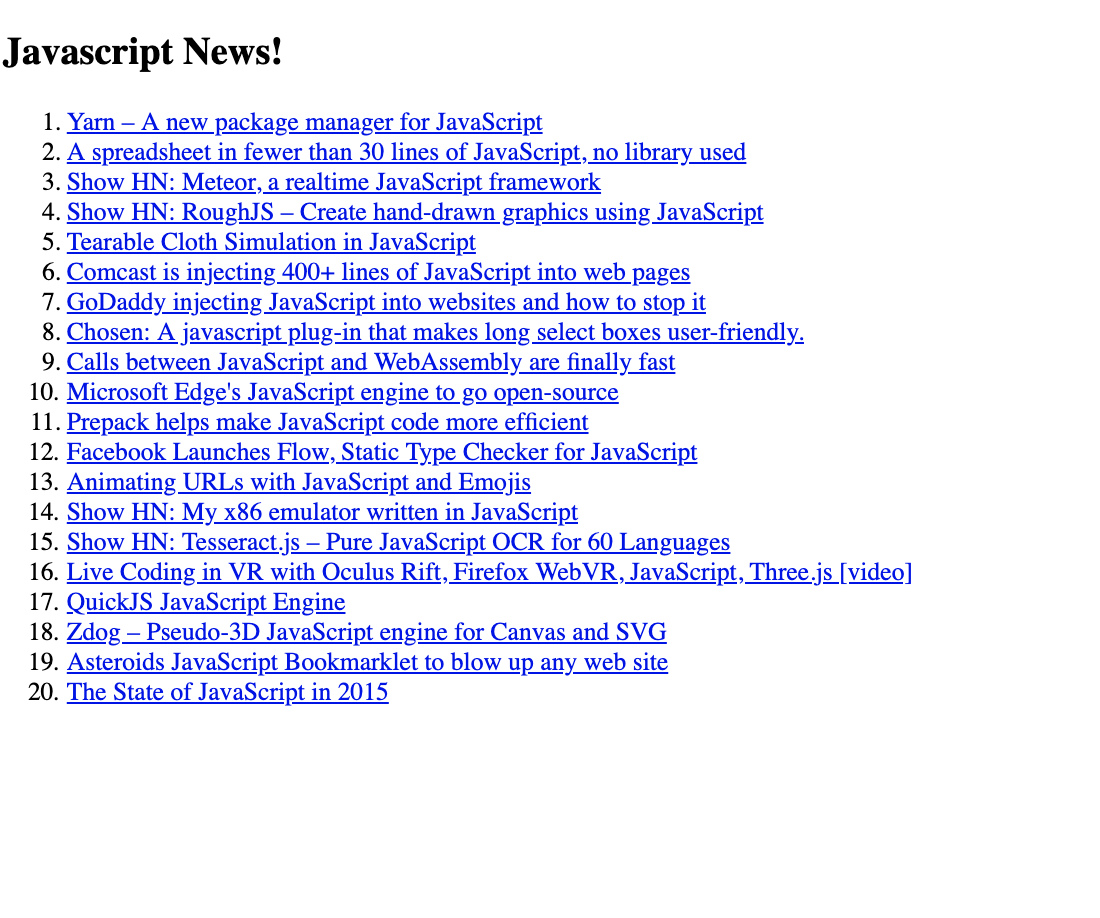 Javascript News!
1. Yarn – A new package manager for JavaScript
2. A spreadsheet in fewer than 30 lines of JavaScript, no library used
3. Show HN: Meteor, a realtime JavaScript framework
4. Show HN: RoughJS – Create hand-drawn graphics using JavaScript
5. Tearable Cloth Simulation in JavaScript
6. Comcast is injecting 400+ lines of JavaScript into web pages
7. GoDaddy injecting JavaScript into websites and how to stop it
8. Chosen: A javascript plug-in that makes long select boxes user-friendly.
9. Calls between JavaScript and WebAssembly are finally fast
10. Microsoft Edge's JavaScript engine to go open-source
11. Prepack helps make JavaScript code more efficient
12. Facebook Launches Flow, Static Type Checker for JavaScript
13. Animating URLs with JavaScript and Emojis
14. Show HN: My x86 emulator written in JavaScript
15. Show HN: Tesseract.js – Pure JavaScript OCR for 60 Languages
16. Live Coding in VR with Oculus Rift, Firefox WebVR, JavaScript, Three.js [video]
17. QuickJS JavaScript Engine
18. Zdog – Pseudo-3D JavaScript engine for Canvas and SVG
19. Asteroids JavaScript Bookmarklet to blow up any web site
20. The State of JavaScript in 2015